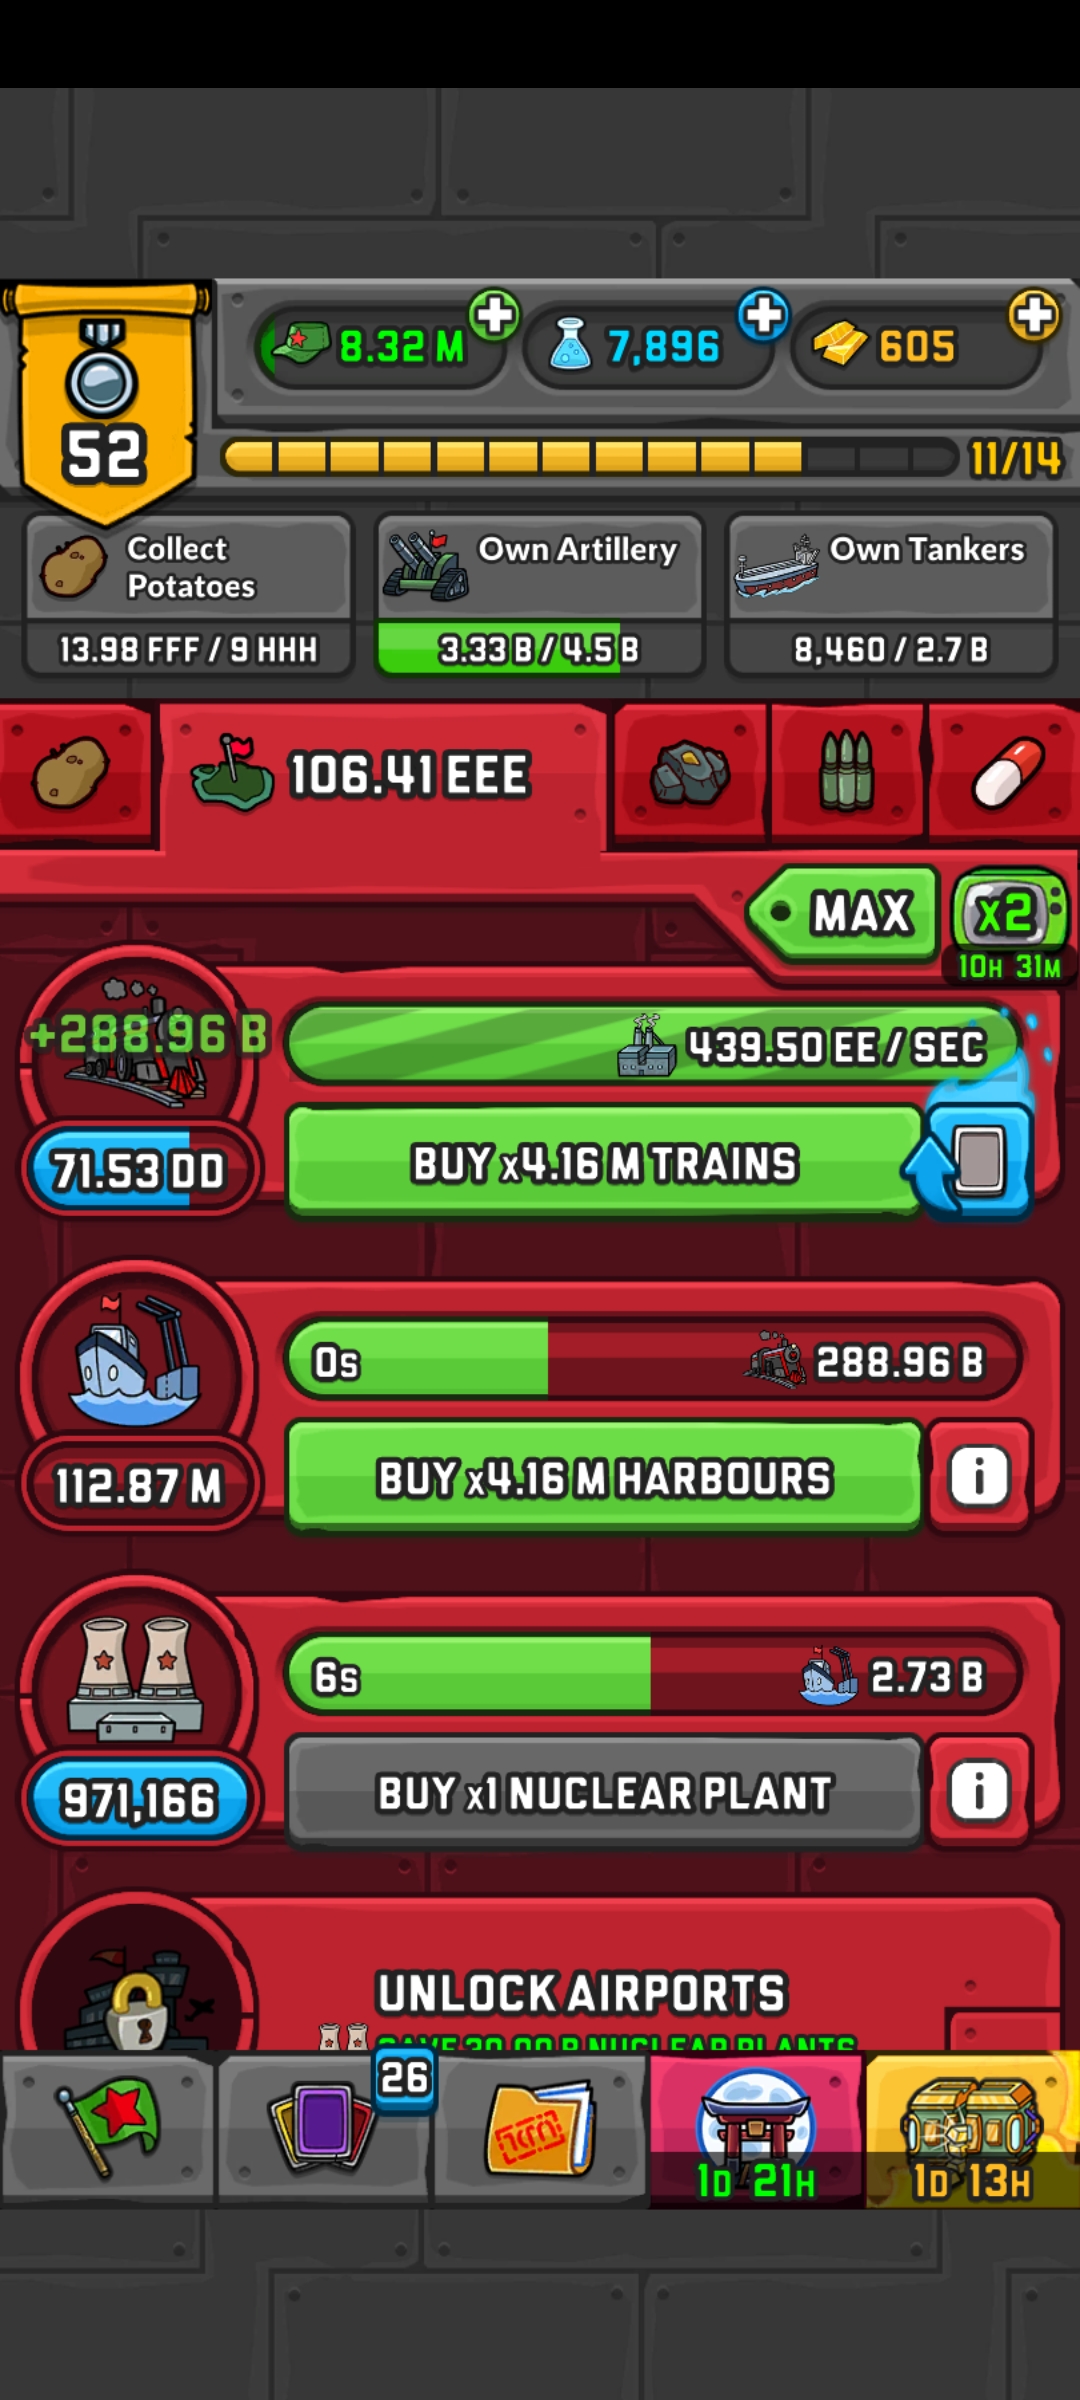 8.32 M
7,896
605
52
11/14
Collect
Potatoes
13.98 FFF / 9 HHH
Own Artillery
3.33 B / 4.5 B
Own Tankers
8,460 / 2.7 B
106.41 EEE
MAX
x2
10H 31M
+288.96 B
439.50 EE / SEC
71.53 DD
BUY x4.16 M TRAINS
0s
288.96 B
112.87 M
BUY x4.16 M HARBOURS
i
6s
2.73 B
971,166
BUY x1 NUCLEAR PLANT
i
UNLOCK AIRPORTS
NUCLEAR PLANTS
26
1D 21H
1D 13H